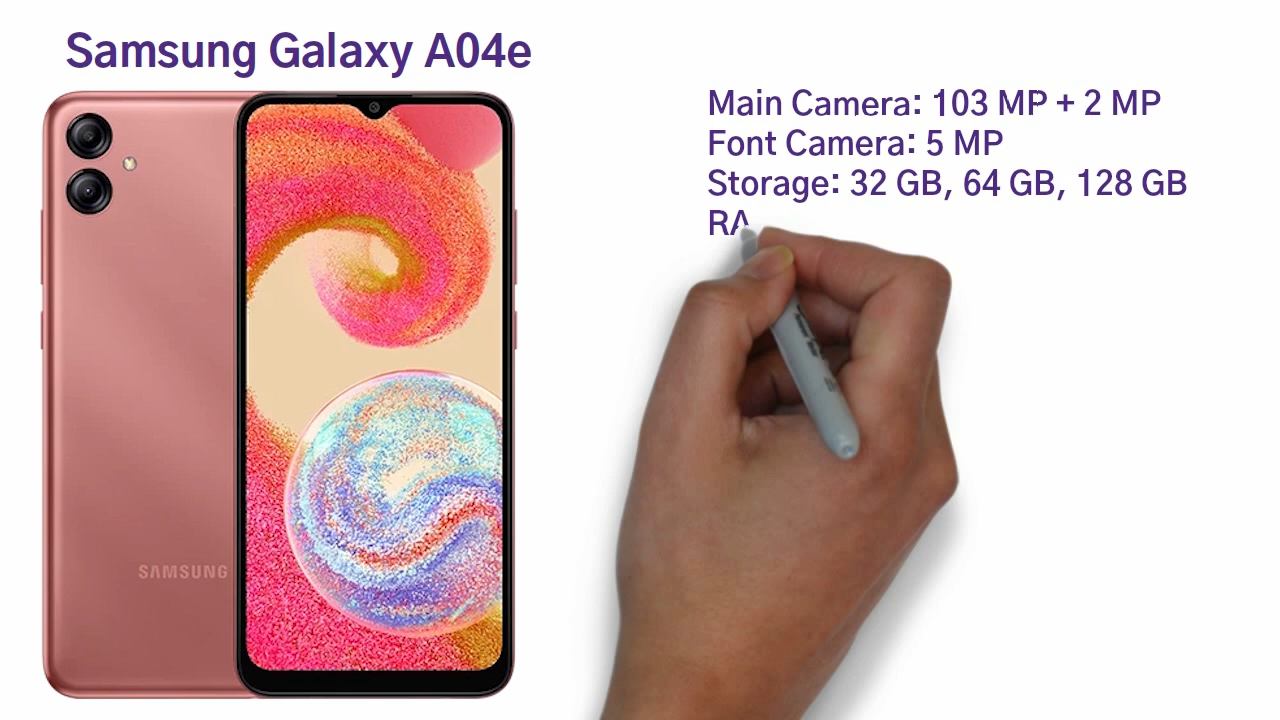 Samsung Galaxy A04e
Main Camera: 103 MP + 2 MP
Font Camera: 5 MP
Storage: 32 GB, 64 GB, 128 GB
RA
SAMSUNG